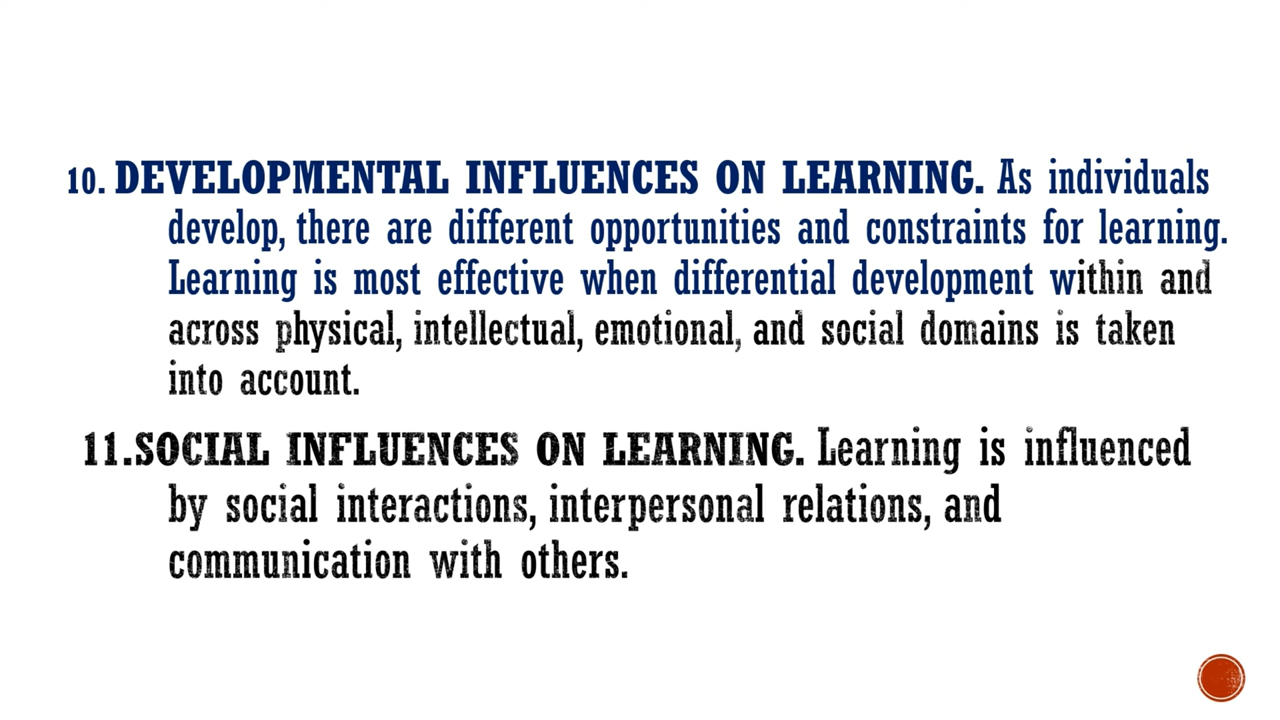 10. DEVELOPMENTAL INFLUENCES ON LEARNING. As individuals
develop, there are different opportunities and constraints for learning.
Learning is most effective when differential development within and
across physical, intellectual, emotional, and social domains is taken
into account.
11.SOCIAL INFLUENCES ON LEARNING. Learning is influenced
by social interactions, interpersonal relations, and
communication with others.